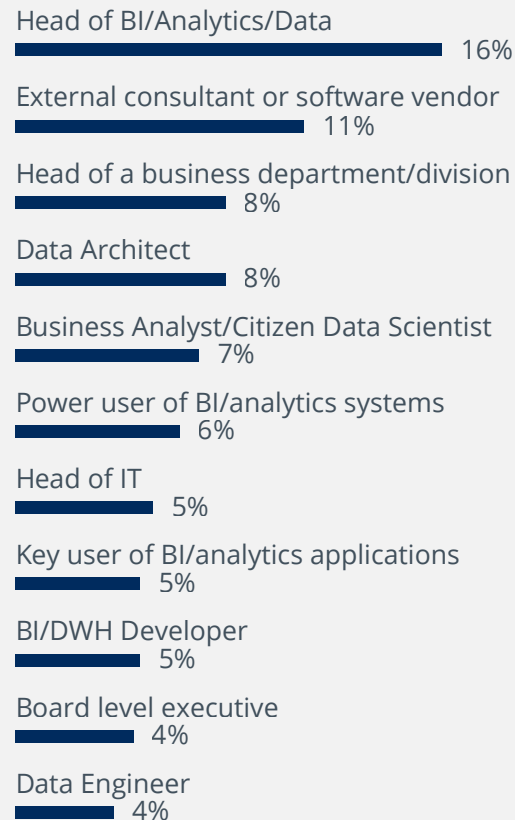 Head of BI/Analytics/Data
16%
External consultant or software vendor
11%
Head of a business department/division
8%
Data Architect
8%
Business Analyst/Citizen Data Scientist
7%
Power user of BI/analytics systems
6%
Head of IT
5%
Key user of BI/analytics applications
5%
BI/DWH Developer
5%
Board level executive
4%
Data Engineer
4%